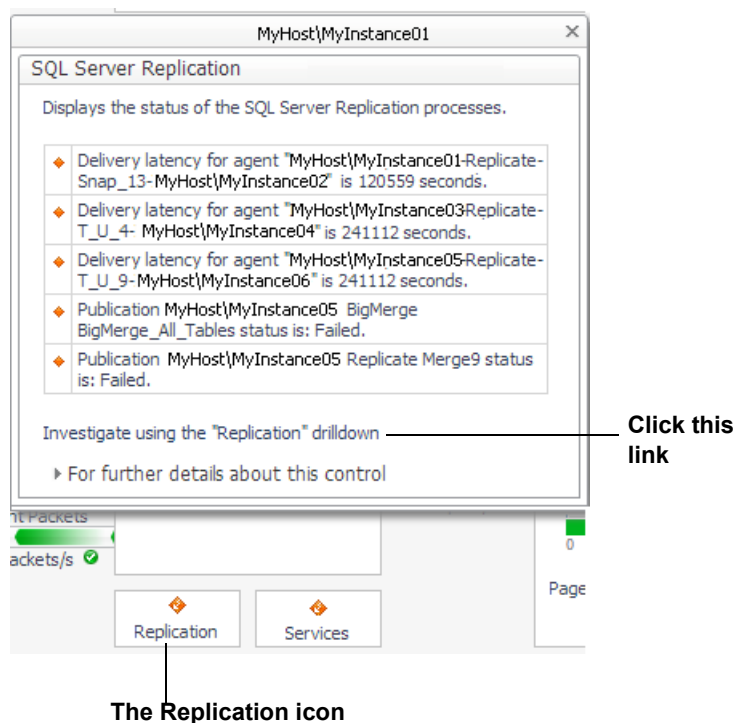 MyHost\MyInstance01
SQL Server Replication
Displays the status of the SQL Server Replication processes.
Delivery latency for agent "MyHost\MyInstance01-Replicate-
Snap_13-MyHost\MyInstance02" is 120559 seconds.
Delivery latency for agent "MyHost\MyInstance03Replicate-
T_U_4- MyHost\MyInstance04" is 241112 seconds.
Delivery latency for agent "MyHost\MyInstance05-Replicate-
T_U_9-MyHost\MyInstance06" is 241112 seconds.
Publication MyHost\MyInstance05 BigMerge
BigMerge_All_Tables status is: Failed.
Publication MyHost\MyInstance05 Replicate Merge9 status
is: Failed.
Investigate using the "Replication" drilldown
Click this
link
For further details about this control
nt Packets
ackets/s
0
Page
Replication
Services
The Replication icon